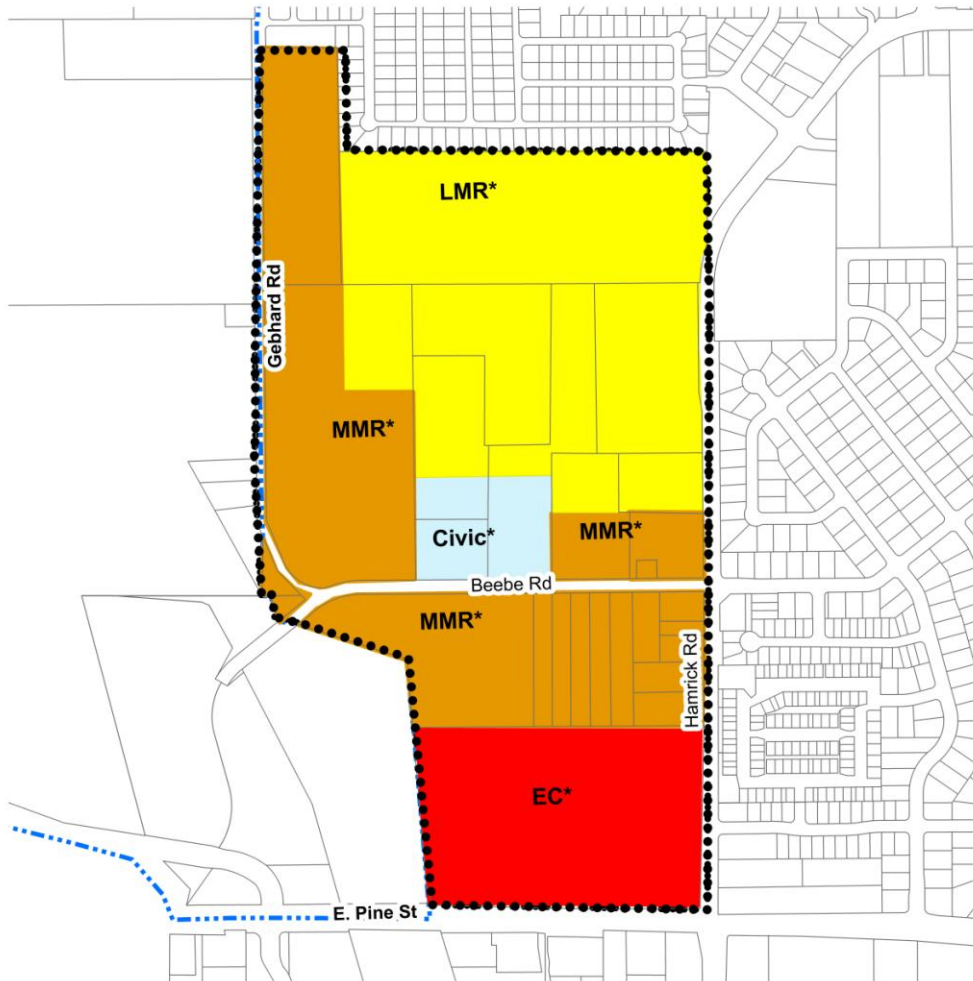 LMR*
Gebhard Rd
MMR*
Civic*
MMR*
Beebe Rd
MMR*
Hamrick Rd
EC*
E. Pine St